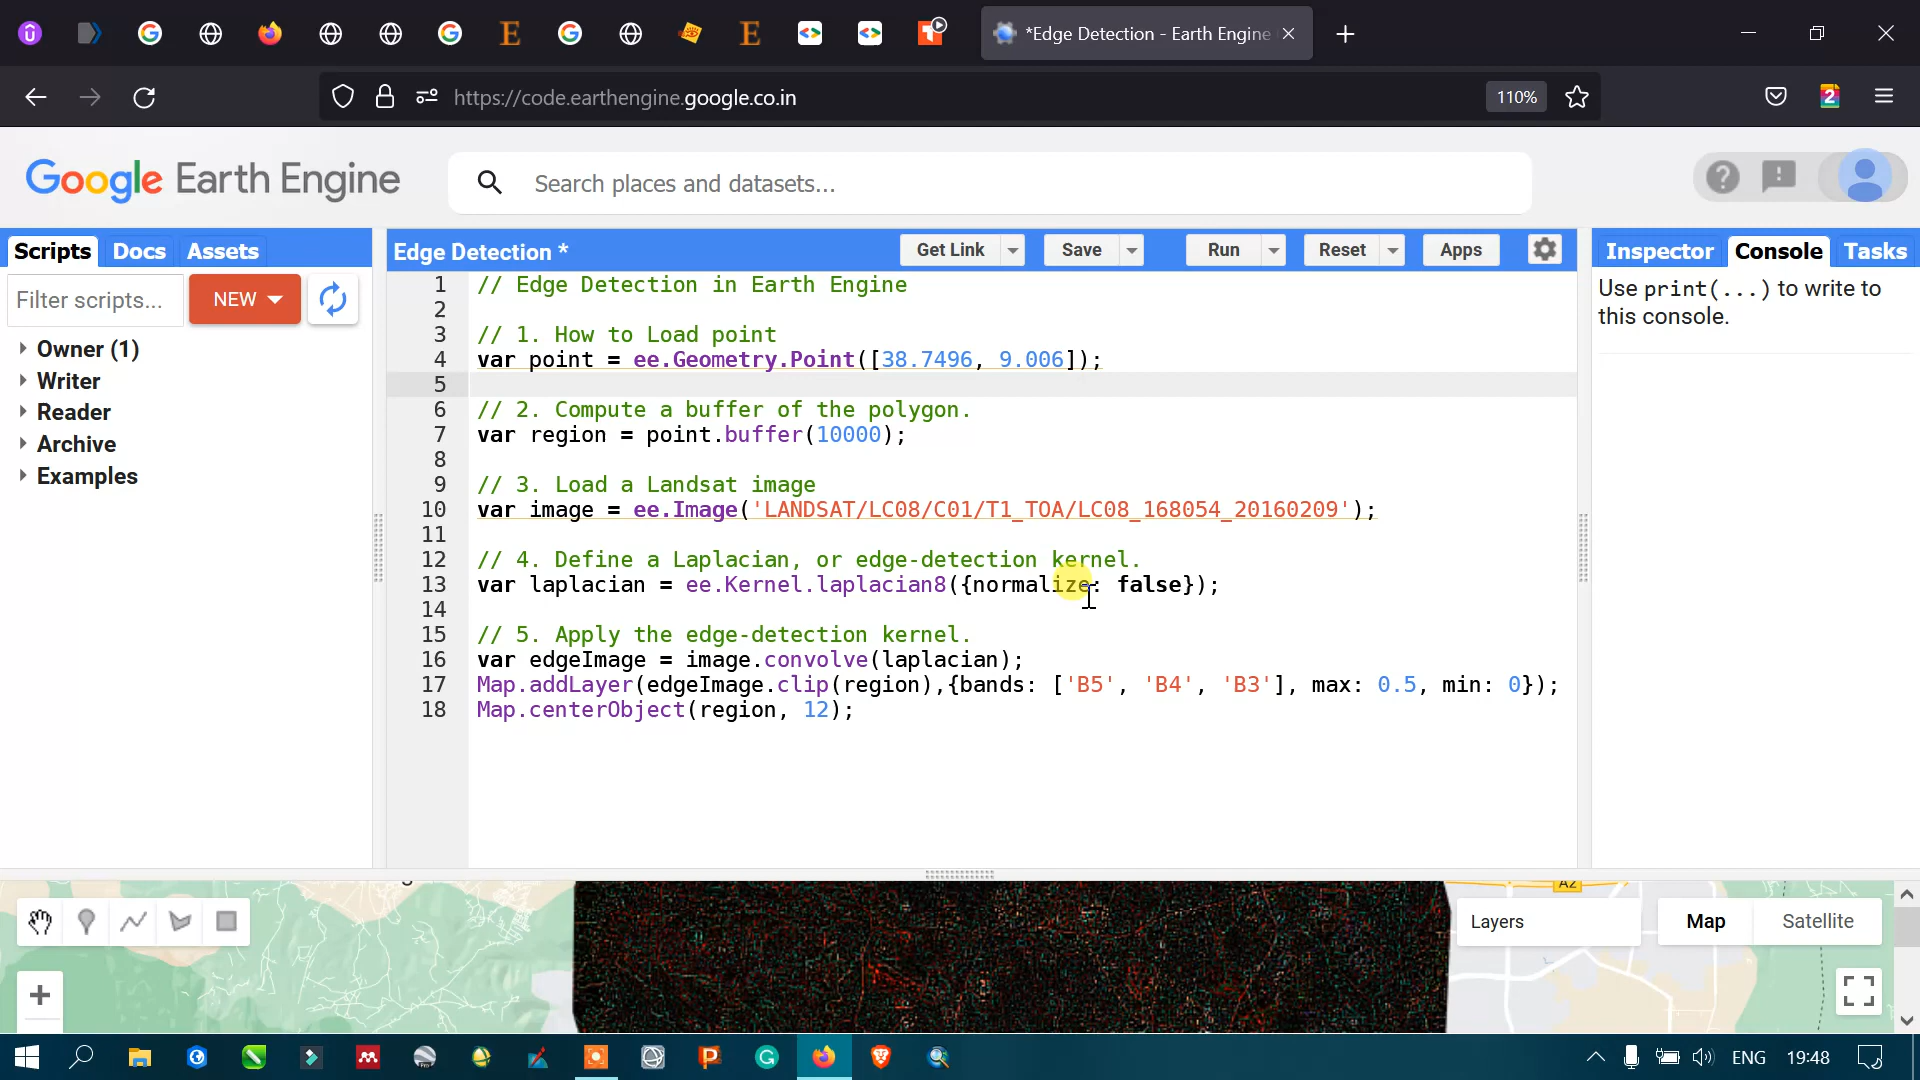 *Edge Detection - Earth Engine
https://code.earthengine.google.co.in
110%
2
Google Earth Engine
Search places and datasets...
Scripts Docs Assets
Edge Detection *
Get Link
Save
Run
Reset
Apps
Inspector Console Tasks
Filter scripts...
NEW
Owner (1)
Writer
Reader
Archive
Examples
1 // Edge Detection in Earth Engine
2
3 // 1. How to Load point
4 var point = ee.Geometry.Point([38.7496, 9.006]);
5
6 // 2. Compute a buffer of the polygon.
7 var region = point.buffer(10000);
8
9 // 3. Load a Landsat image
10 var image = ee.Image('LANDSAT/LC08/C01/T1_TOA/LC08_168054_20160209');
11
12 // 4. Define a Laplacian, or edge-detection kernel.
13 var laplacian = ee.Kernel.laplacian8({normalize: false});
14
15 // 5. Apply the edge-detection kernel.
16 var edgeImage = image.convolve(laplacian);
17 Map.addLayer(edgeImage.clip(region),{bands: ['B5', 'B4', 'B3'], max: 0.5, min: 0});
18 Map.centerObject(region, 12);
Use print(...) to write to
this console.
A2
Layers
Map
Satellite
ENG
19:48